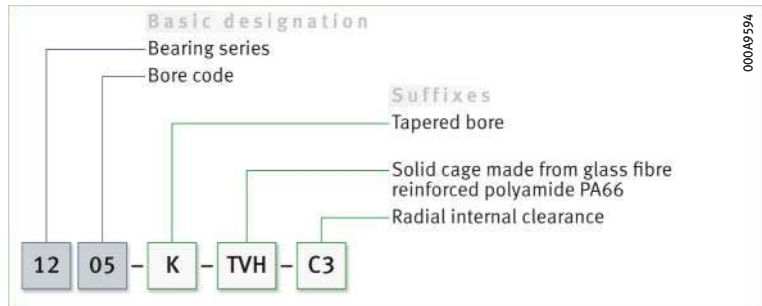 Basic designation
Bearing series
Bore code
Suffixes
Tapered bore
Solid cage made from glass fibre
reinforced polyamide PA66
Radial internal clearance
12 05 – K – TVH – C3
000A9594